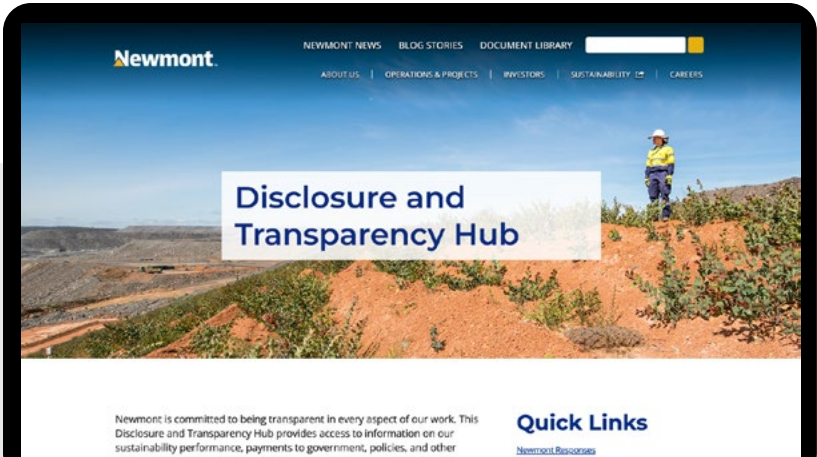 Newmont.
NEWMONT NEWS BLOG STORIES DOCUMENT LIBRARY
ABOUT US | OPERATIONS & PROJECTS | INVESTORS | SUSTAINABILITY | CAREERS
Disclosure and
Transparency Hub
Newmont is committed to being transparent in every aspect of our work. This
Disclosure and Transparency Hub provides access to information on our
sustainability performance, payments to government, policies, and other
Quick Links
Newmont Responses